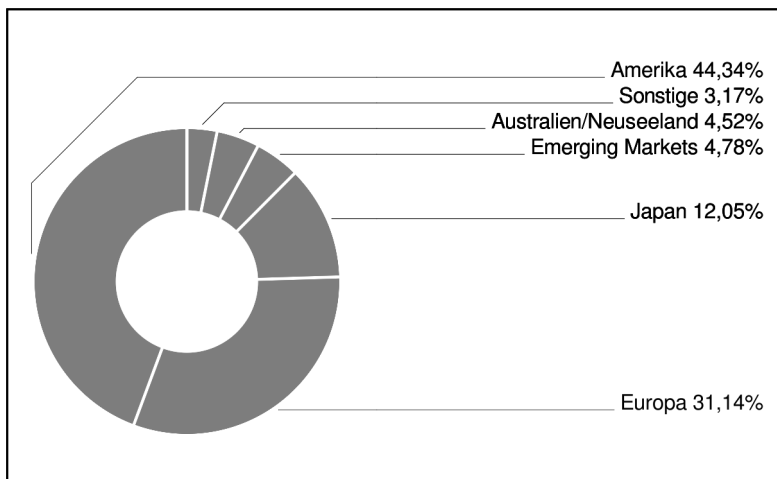 Amerika 44,34%
Sonstige 3,17%
Australien/Neuseeland 4,52%
Emerging Markets 4,78%
Japan 12,05%
Europa 31,14%